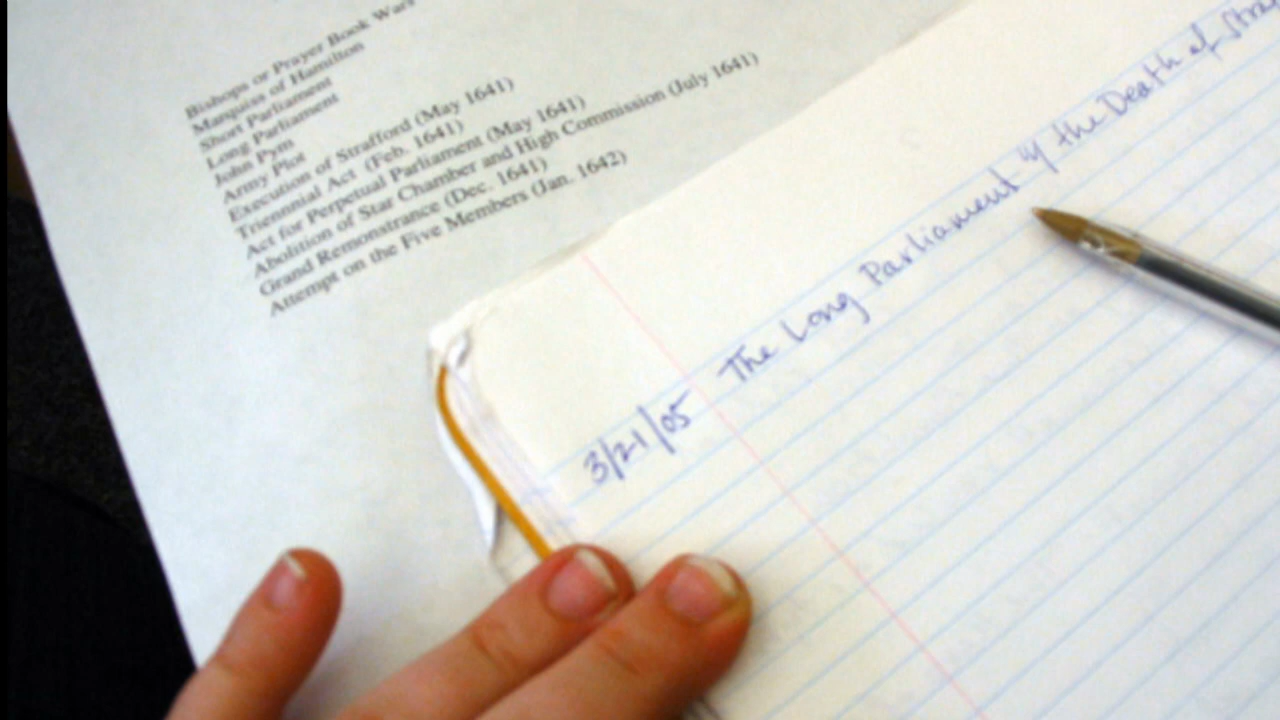 Bishops or Prayer Book Wars
Marquiss of Hamilton
Short Parliament
Long Parliament
John Pym
Army Plot
Execution of Strafford (May 1641)
Triennnial Act (Feb. 1641)
Act for Perpetual Parliament (May 1641)
Abolition of Star Chamber and High Commission (July 1641)
Grand Remonstrance (Dec. 1641)
Attempt on the Five Members (Jan. 1642)
3/21/05 The Long Parliament & the Death of Straf